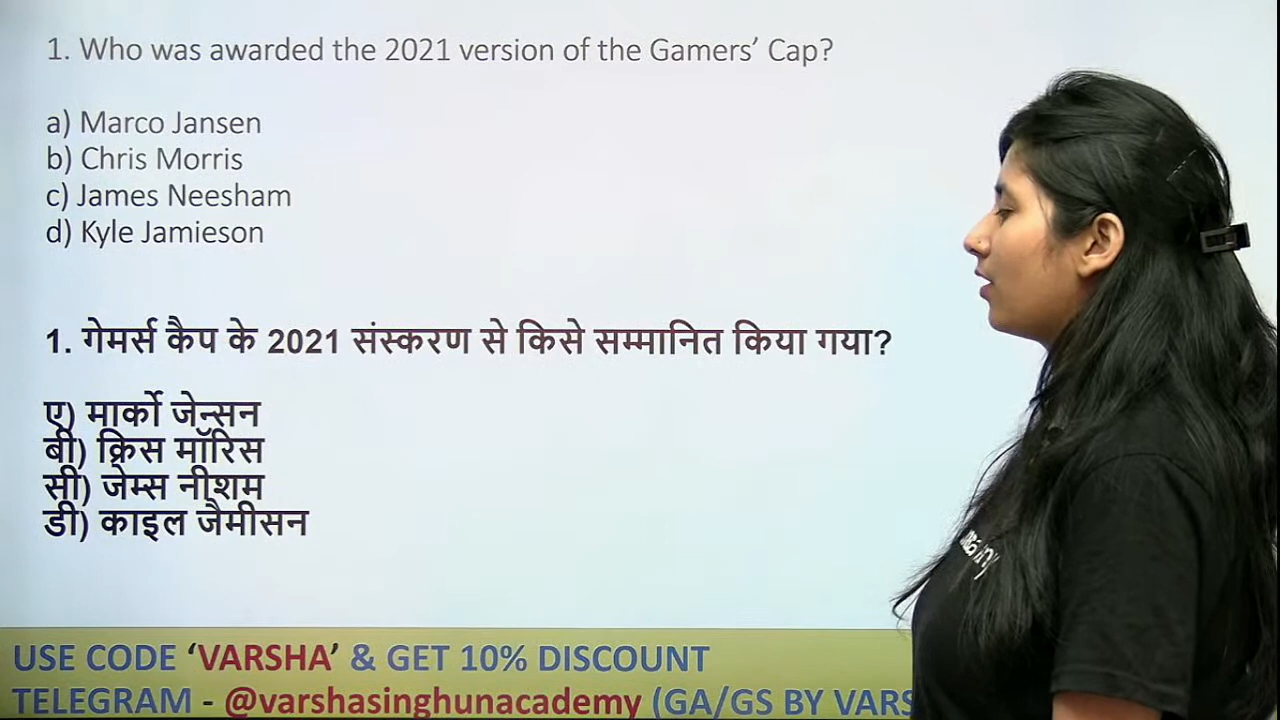 1. Who was awarded the 2021 version of the Gamers’ Cap?
a) Marco Jansen
b) Chris Morris
c) James Neesham
d) Kyle Jamieson
1. गेमर्स कैप के 2021 संस्करण से किसे सम्मानित किया गया?
ए) मार्को जेन्सन
बी) क्रिस मॉरिस
सी) जेम्स नीशम
डी) काइल जैमीसन
USE CODE ‘VARSHA’ & GET 10% DISCOUNT
TELEGRAM - @varshasinghunacademy (GA/GS BY VARS